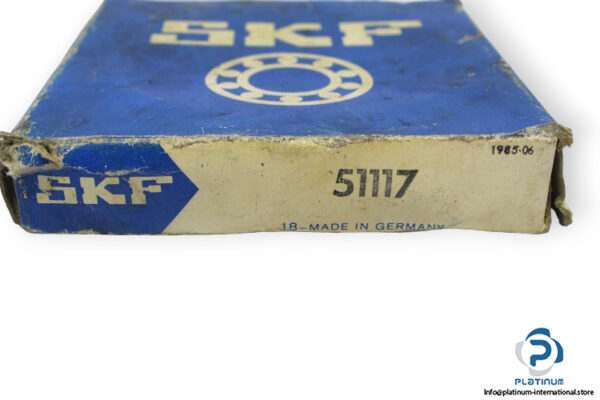 SKF
1985-06
SKF
51117
18-MADE IN GERMANY
PLATINUM
Info@platinum-international.store